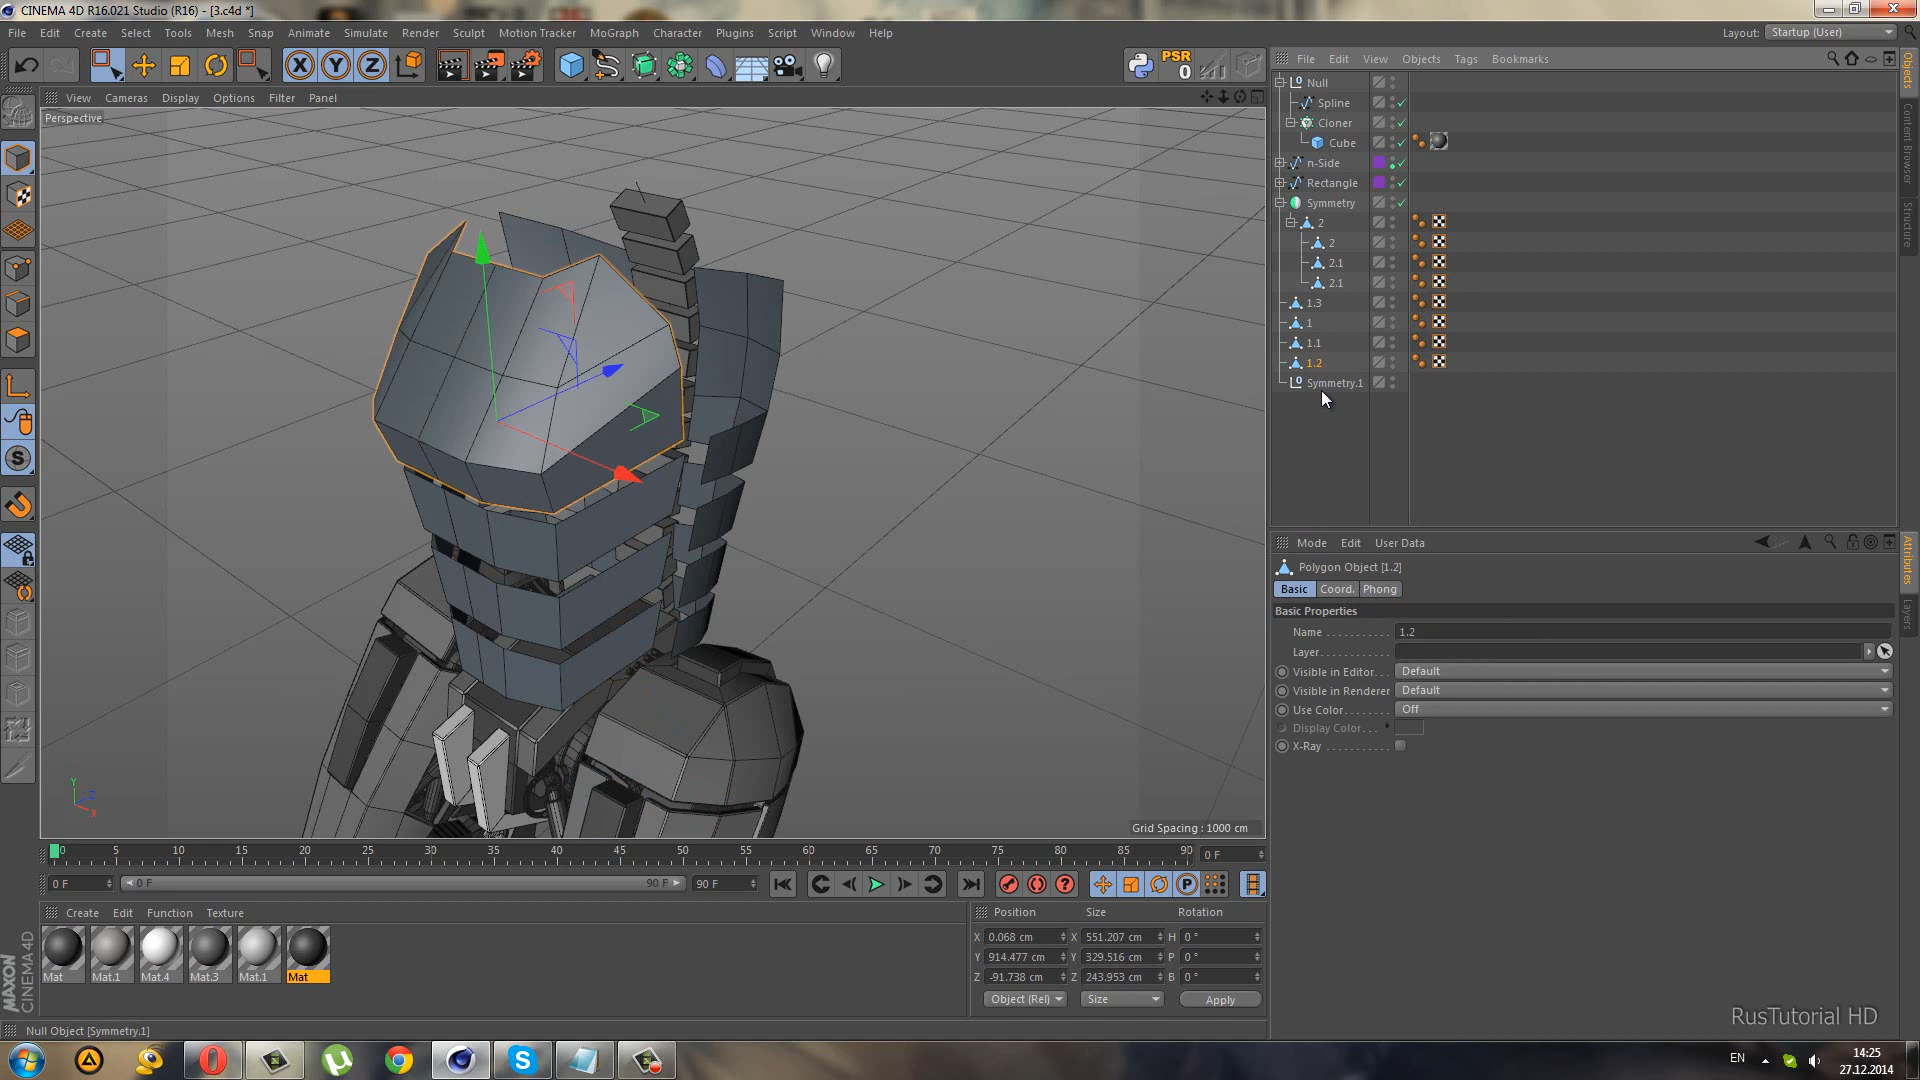 CINEMA 4D R16.021 Studio (R16) - [3.c4d *]
File Edit Create Select Tools Mesh Snap Animate Simulate Render Sculpt Motion Tracker MoGraph Character Plugins Script Window Help
Layout: Startup (User)
PSR
0
File Edit View Objects Tags Bookmarks
View Cameras Display Options Filter Panel
Perspective
Null
Spline
Cloner
Cube
n-Side
Rectangle
Symmetry
2
2
2.1
2.1
1.3
1
1.1
1.2
Symmetry.1
Objects
Content Browser
Structure
Mode Edit User Data
Polygon Object [1.2]
Basic Coord. Phong
Basic Properties
Name 1.2
Layer
Visible in Editor Default
Visible in Renderer Default
Use Color Off
Display Color
X-Ray
Attributes
Layers
Y
Z
X
Grid Spacing : 1000 cm
0 5 10 15 20 25 30 35 40 45 50 55 60 65 70 75 80 85 90
0 F
0 F 0 F 90 F 90 F
Create Edit Function Texture
Mat Mat.1 Mat.4 Mat.3 Mat.1 Mat
MAXON
CINEMA 4D
Position Size Rotation
X 0.068 cm X 551.207 cm H 0 °
Y 914.477 cm Y 329.516 cm P 0 °
Z -91.738 cm Z 243.953 cm B 0 °
Object (Rel) Size Apply
Null Object [Symmetry.1]
RusTutorial HD
EN
14:25
27.12.2014